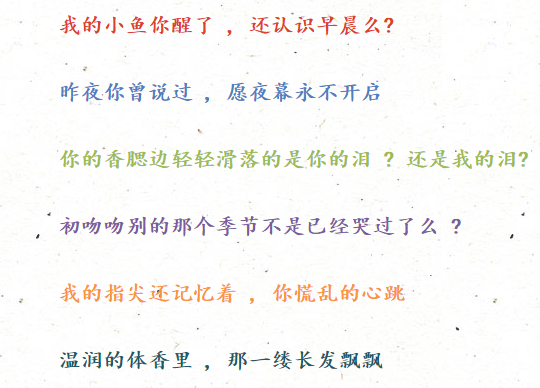 我的小鱼你醒了 ，还认识早晨么?
昨夜你曾说过 ，愿夜幕永不开启
你的香腮边轻轻滑落的是你的泪 ？还是我的泪?
初吻吻别的那个季节不是已经哭过了么 ？
我的指尖还记忆着 ，你慌乱的心跳
温润的体香里 ，那一缕长发飘飘